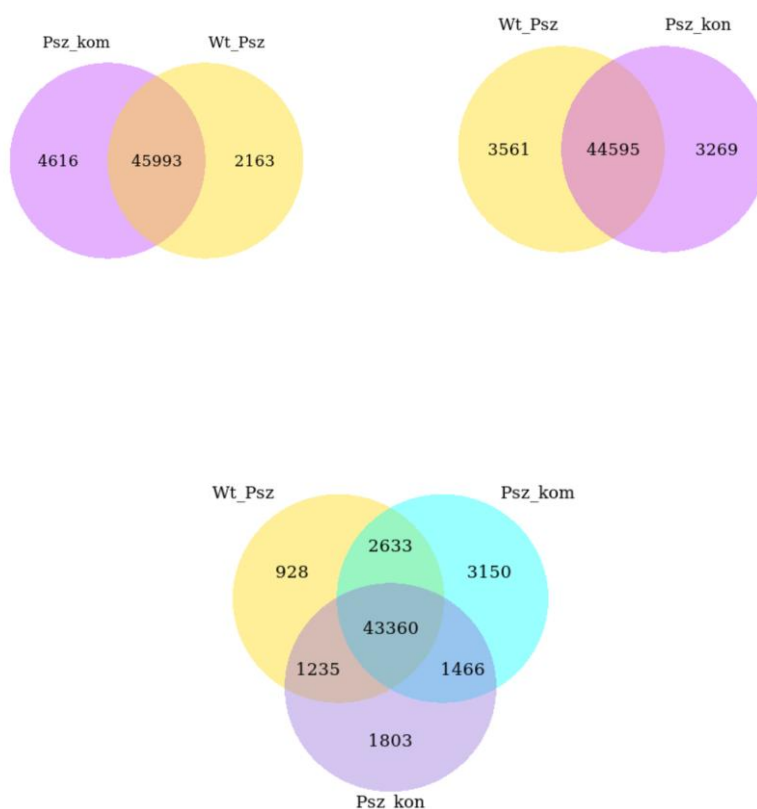 Psz_kom Wt_Psz
4616 45993 2163
Wt_Psz Psz_kon
3561 44595 3269
Wt_Psz Psz_kom
2633
928 3150
43360
1235 1466
1803
Psz_kon